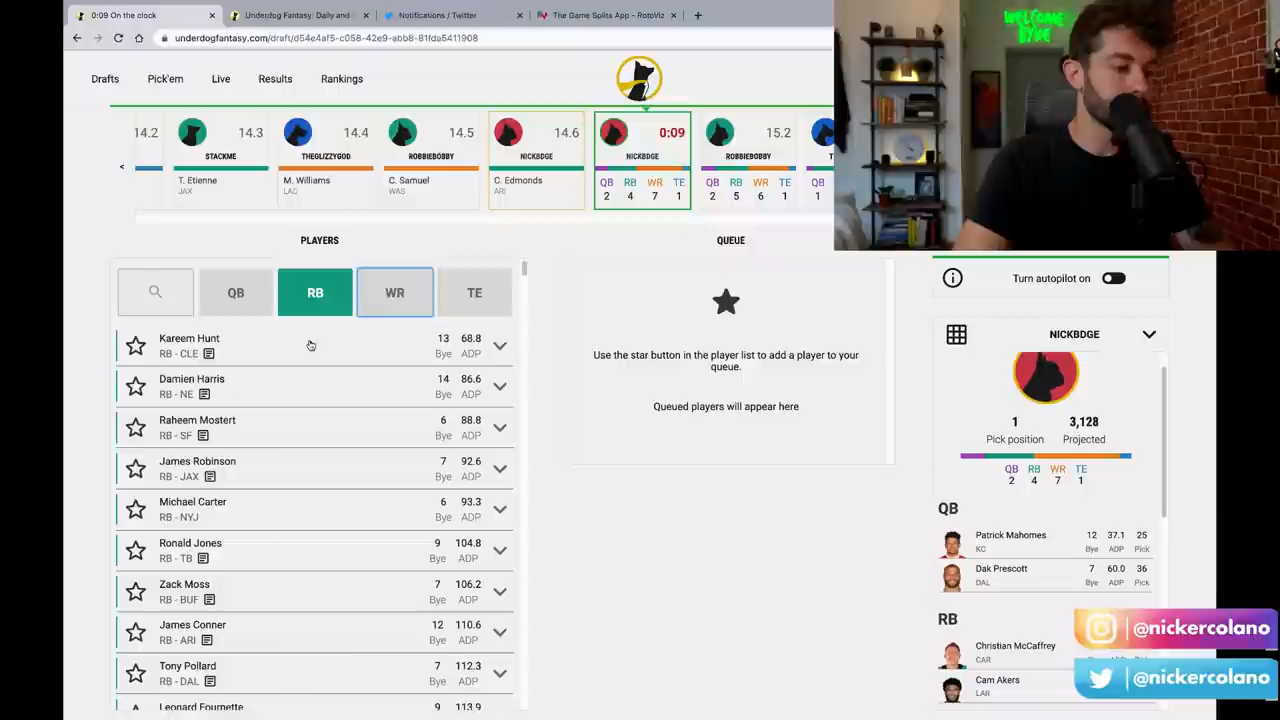 0:09 On the clock
Underdog Fantasy: Daily and
Notifications / Twitter
The Game Splits App - RotoViz
underdogfantasy.com/draft/d54e4af5-c058-42e9-abb8-81fda5411908
WELCOME
Drafts Pick'em Live Results Rankings
14.2 14.3 14.4 14.5 14.6 0:09 15.2
STACKME THEGLIZZYGOD ROBBIEBOBBY NICKBDGE NICKBDGE ROBBIEBOBBY
T. Etienne M. Williams C. Samuel C. Edmonds QB RB WR TE QB RB WR TE QB
JAX LAC WAS ARI 2 4 7 1 2 5 6 1 1
PLAYERS
QUEUE
QB RB WR TE
Kareem Hunt 13 68.8
RB - CLE Bye ADP
Damien Harris 14 86.6
RB - NE Bye ADP
Raheem Mostert 6 88.8
RB - SF Bye ADP
James Robinson 7 92.6
RB - JAX Bye ADP
Michael Carter 6 93.3
RB - NYJ Bye ADP
Ronald Jones 9 104.8
RB - TB Bye ADP
Zack Moss 7 106.2
RB - BUF Bye ADP
James Conner 12 110.6
RB - ARI Bye ADP
Tony Pollard 7 112.3
RB - DAL Bye ADP
Leonard Fournette 9 113.9
Use the star button in the player list to add a player to your
queue.
Queued players will appear here
Turn autopilot on
NICKBDGE
1 3,128
Pick position Projected
QB RB WR TE
2 4 7 1
QB
Patrick Mahomes 12 37.1 25
KC Bye ADP Pick
Dak Prescott 7 60.0 36
DAL Bye ADP Pick
RB
Christian McCaffrey
CAR
Cam Akers
LAR
@nickercolano
@nickercolano